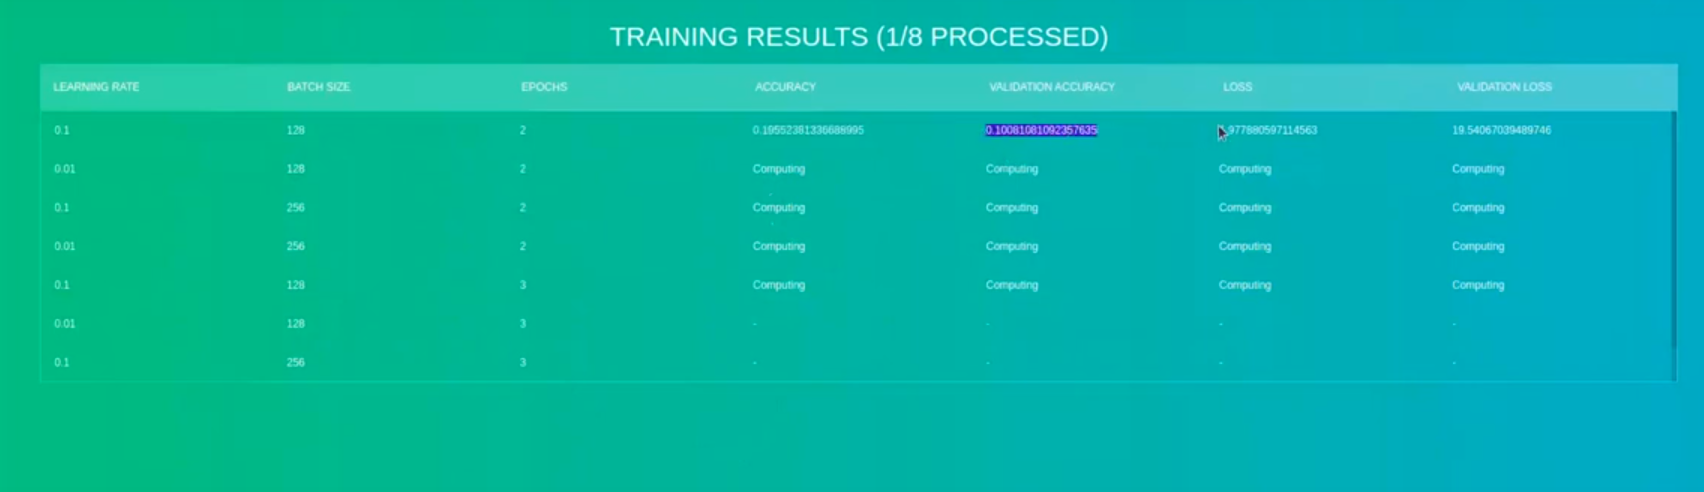 TRAINING RESULTS (1/8 PROCESSED)
LEARNING RATE BATCH SIZE EPOCHS ACCURACY VALIDATION ACCURACY LOSS VALIDATION LOSS
0.1 128 2 0.19552381336688995 0.10081081092357635 19.54067039489746
0.01 128 2 Computing Computing Computing Computing
0.1 256 2 Computing Computing Computing Computing
0.01 256 2 Computing Computing Computing Computing
0.1 128 3 Computing Computing Computing Computing
0.01 128 3 - - - -
0.1 256 3 - - - -